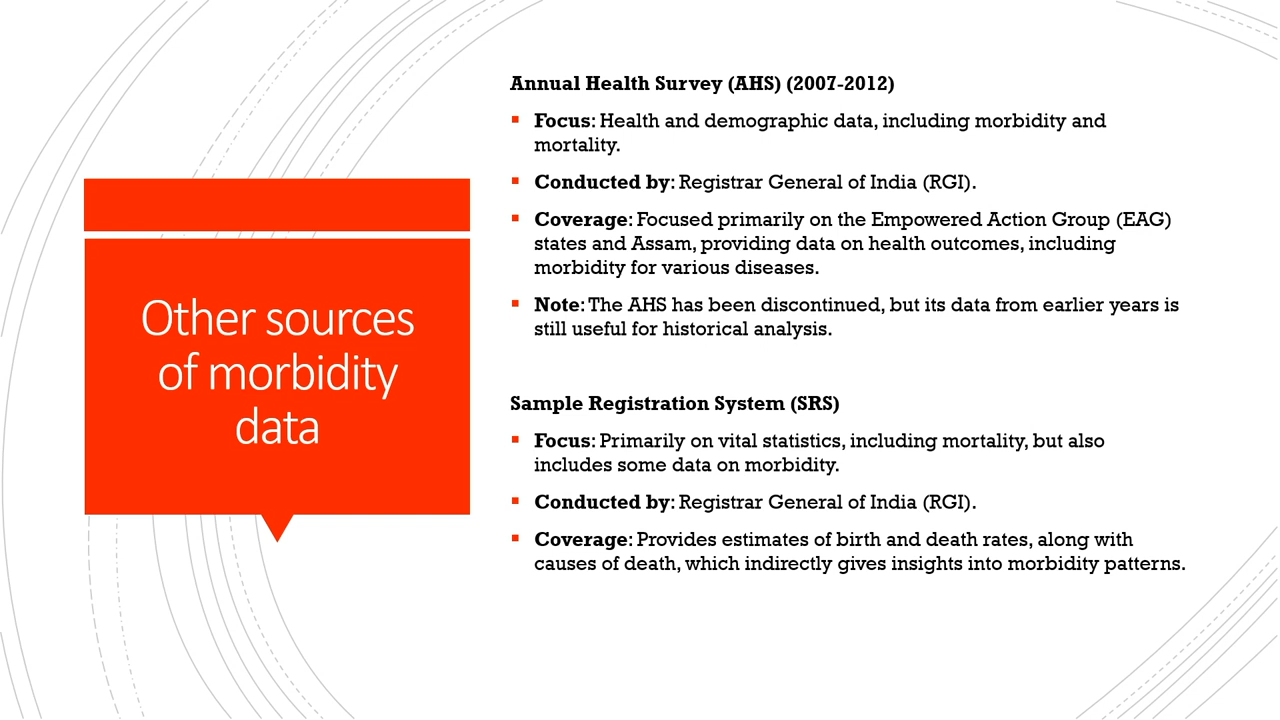 Other sources
of morbidity
data
Annual Health Survey (AHS) (2007-2012)
▪ Focus: Health and demographic data, including morbidity and
mortality.
▪ Conducted by: Registrar General of India (RGI).
▪ Coverage: Focused primarily on the Empowered Action Group (EAG)
states and Assam, providing data on health outcomes, including
morbidity for various diseases.
▪ Note: The AHS has been discontinued, but its data from earlier years is
still useful for historical analysis.
Sample Registration System (SRS)
▪ Focus: Primarily on vital statistics, including mortality, but also
includes some data on morbidity.
▪ Conducted by: Registrar General of India (RGI).
▪ Coverage: Provides estimates of birth and death rates, along with
causes of death, which indirectly gives insights into morbidity patterns.